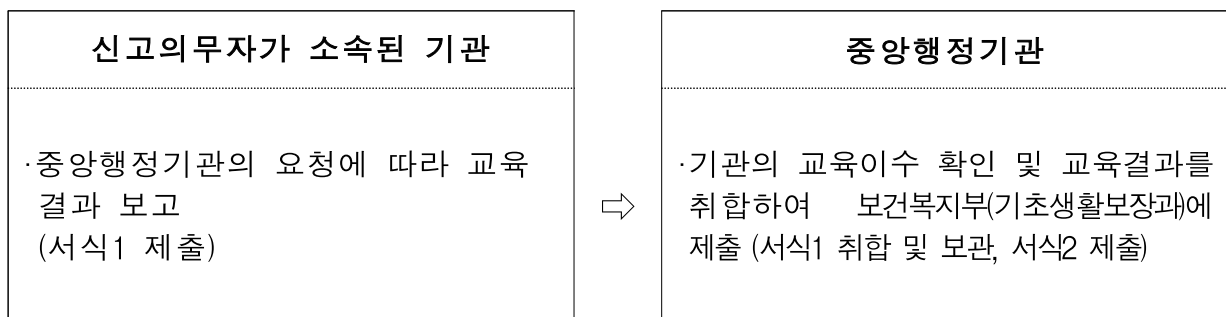 신고의무자가 소속된 기관
·중앙행정기관의 요청에 따라 교육
결과 보고
(서식1 제출)
⇨
중앙행정기관
·기관의 교육이수 확인 및 교육결과를
취합하여 보건복지부(기초생활보장과)에
제출 (서식1 취합 및 보관, 서식2 제출)